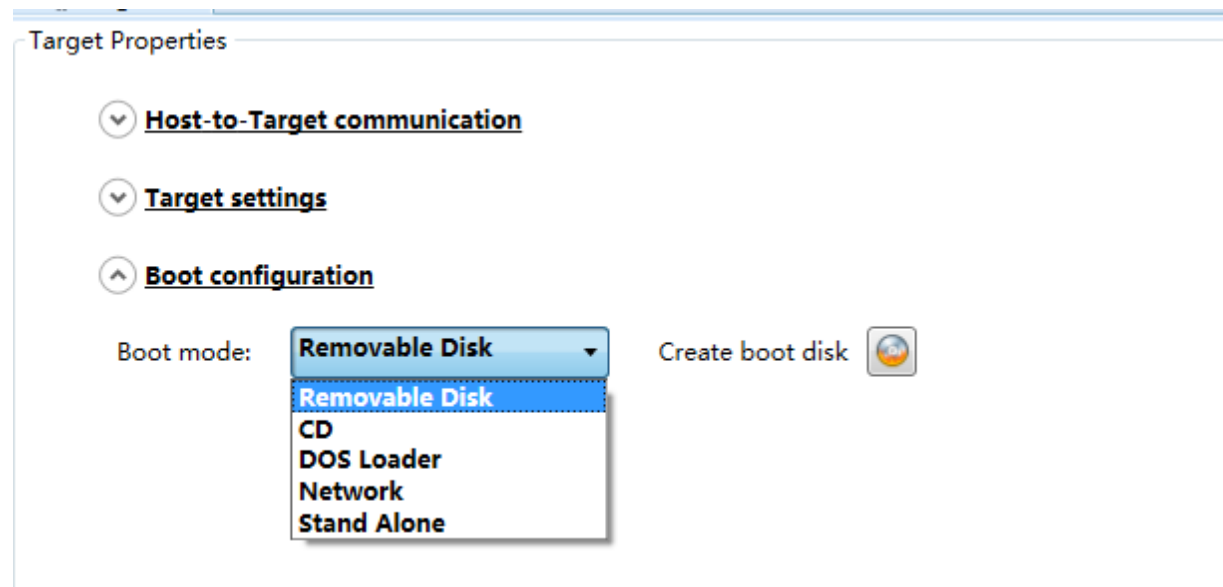 Target Properties
Host-to-Target communication
Target settings
Boot configuration
Boot mode: Removable Disk Create boot disk
Removable Disk
CD
DOS Loader
Network
Stand Alone